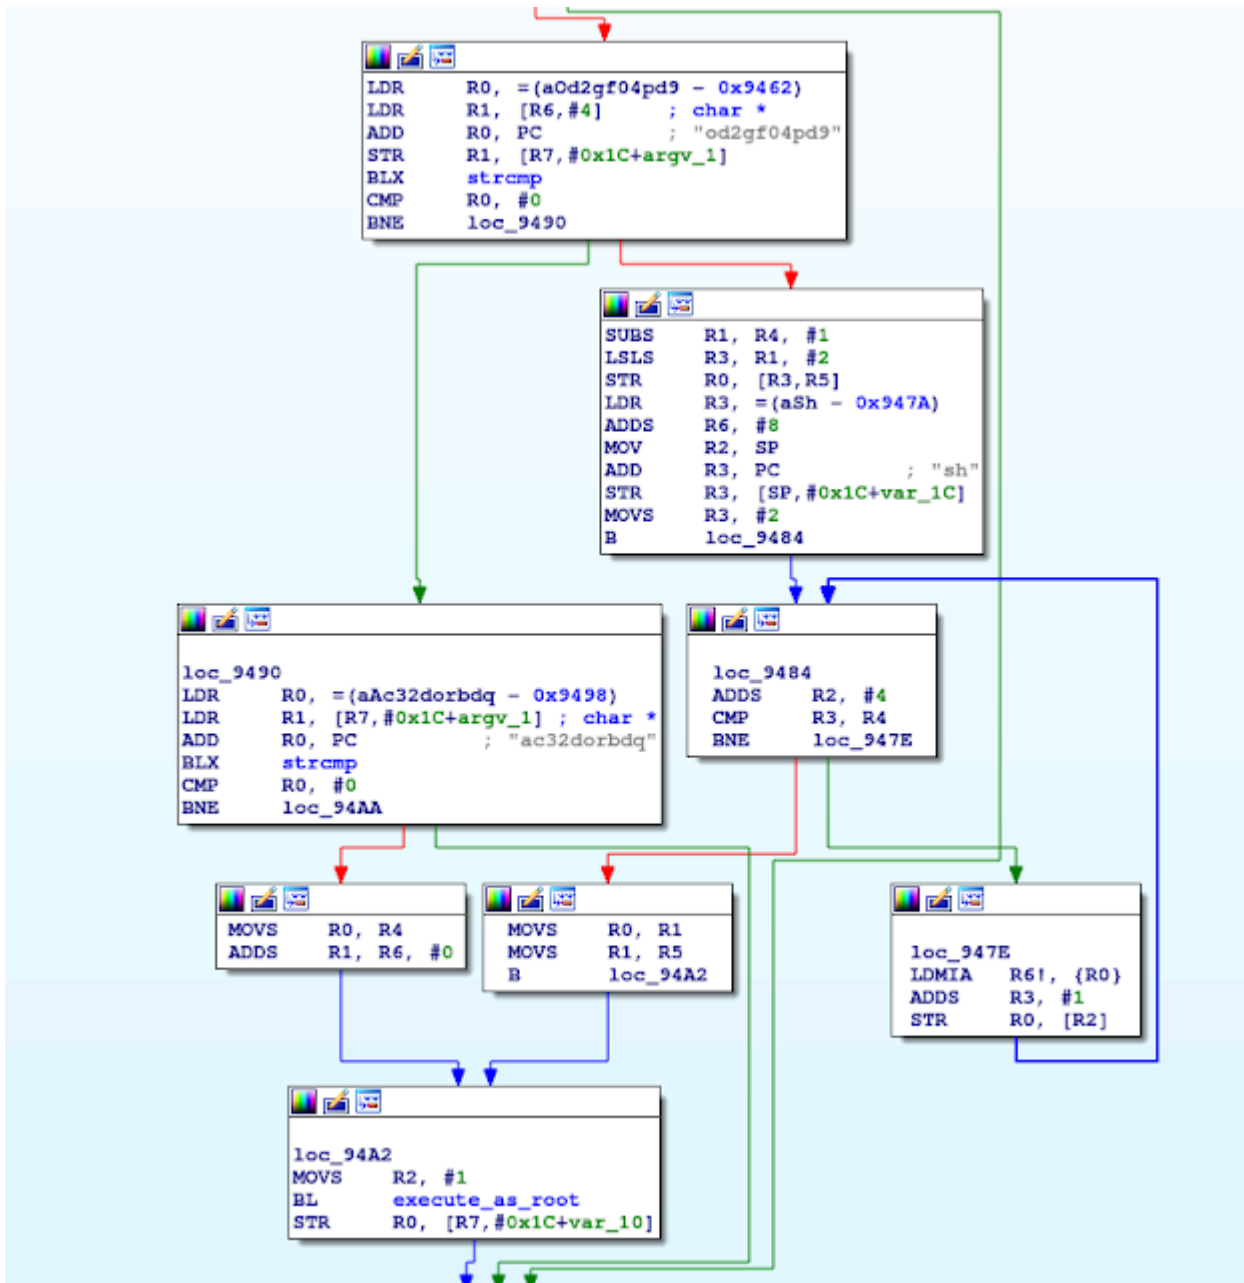 LDR R0, =(aOd2gf04pd9 - 0x9462)
LDR R1, [R6,#4] ; char *
ADD R0, PC ; "od2gf04pd9"
STR R1, [R7,#0x1C+argv_1]
BLX strcmp
CMP R0, #0
BNE loc_9490
SUBS R1, R4, #1
LSLS R3, R1, #2
STR R0, [R3,R5]
LDR R3, =(aSh - 0x947A)
ADDS R6, #8
MOV R2, SP
ADD R3, PC ; "sh"
STR R3, [SP,#0x1C+var_1C]
MOVS R3, #2
B loc_9484
loc_9490
LDR R0, =(aAc32dorbdq - 0x9498)
LDR R1, [R7,#0x1C+argv_1] ; char *
ADD R0, PC ; "ac32dorbdq"
BLX strcmp
CMP R0, #0
BNE loc_94AA
loc_9484
ADDS R2, #4
CMP R3, R4
BNE loc_947E
MOVS R0, R4
ADDS R1, R6, #0
MOVS R0, R1
MOVS R1, R5
B loc_94A2
loc_947E
LDMIA R6!, {R0}
ADDS R3, #1
STR R0, [R2]
loc_94A2
MOVS R2, #1
BL execute_as_root
STR R0, [R7,#0x1C+var_10]